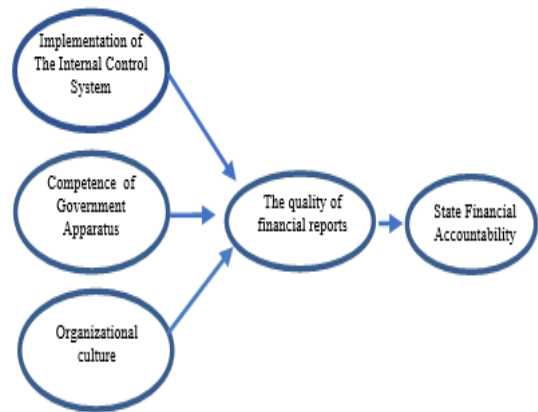 Implementation of
The Internal Control
System
Competence of
Government
Apparatus
The quality of
financial reports
State Financial
Accountability
Organizational
culture